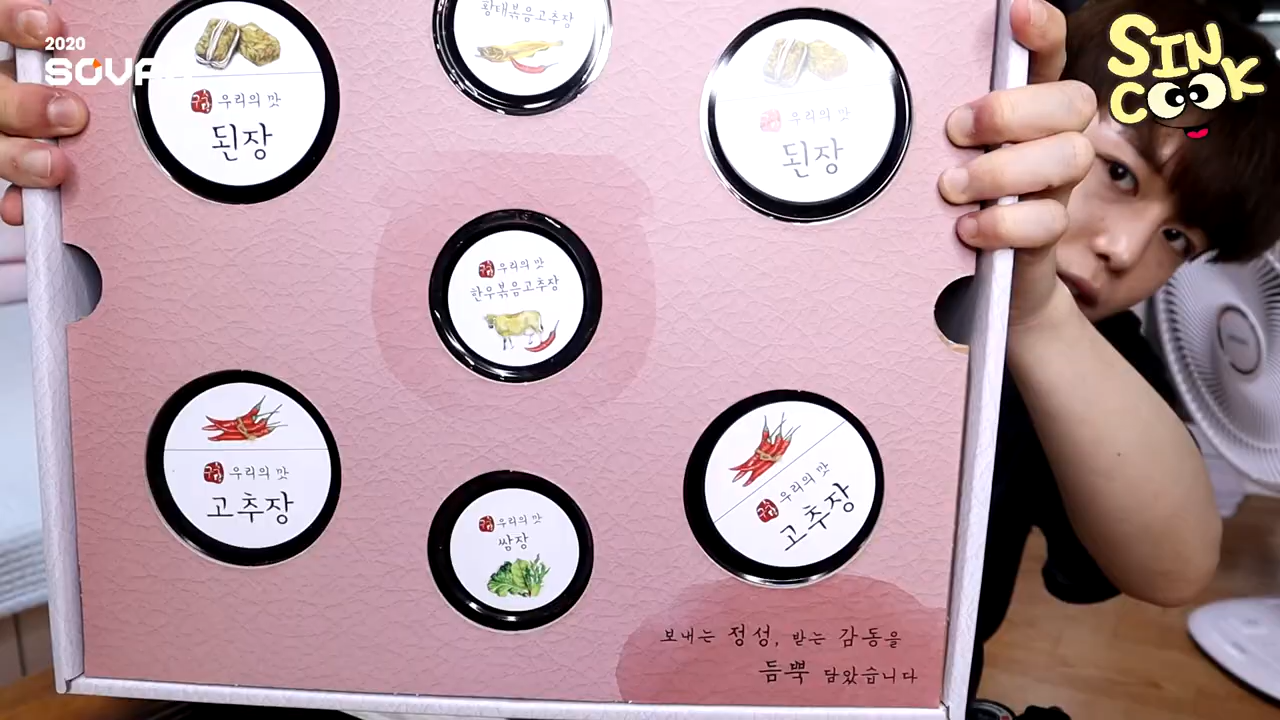 2020
SOVAC
SIN
COOK
우리의 맛
된장
황태볶음고추장
우리의 맛
된장
우리의 맛
한우볶음고추장
우리의 맛
고추장
우리의 맛
쌈장
우리의 맛
고추장
보내는 정성, 받는 감동을
듬뿍 담았습니다